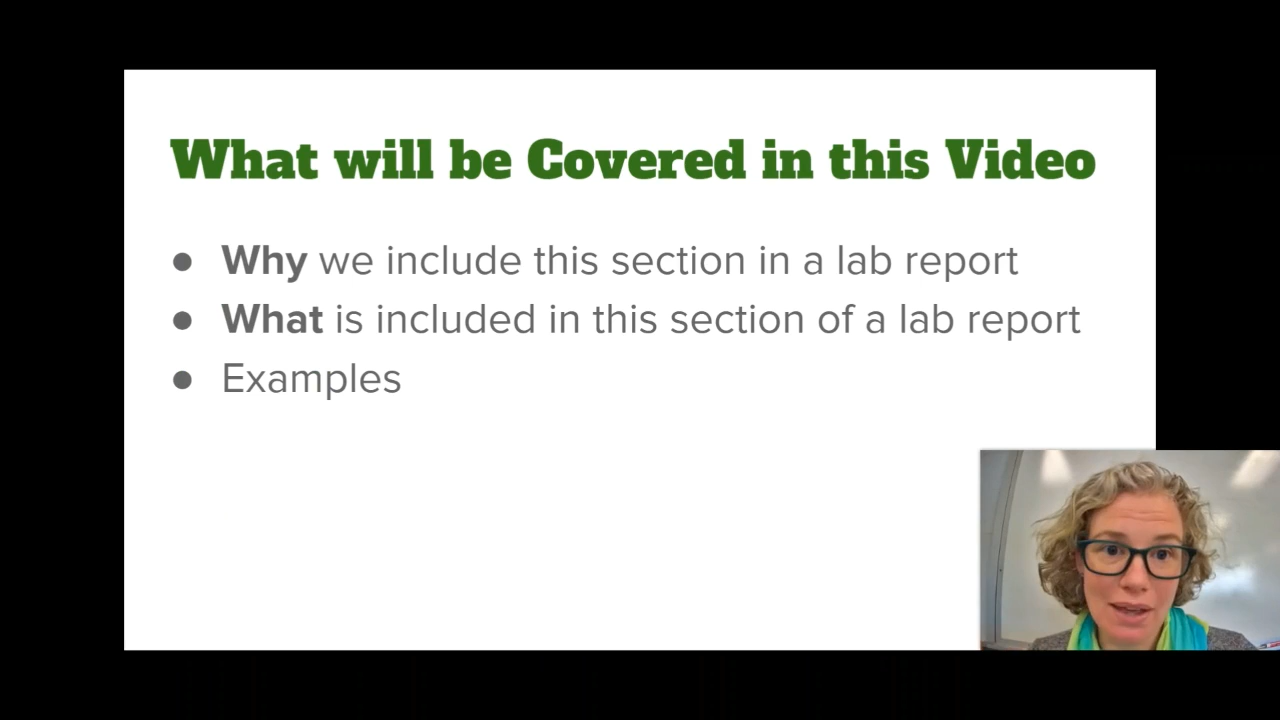 What will be Covered in this Video
● Why we include this section in a lab report
● What is included in this section of a lab report
● Examples